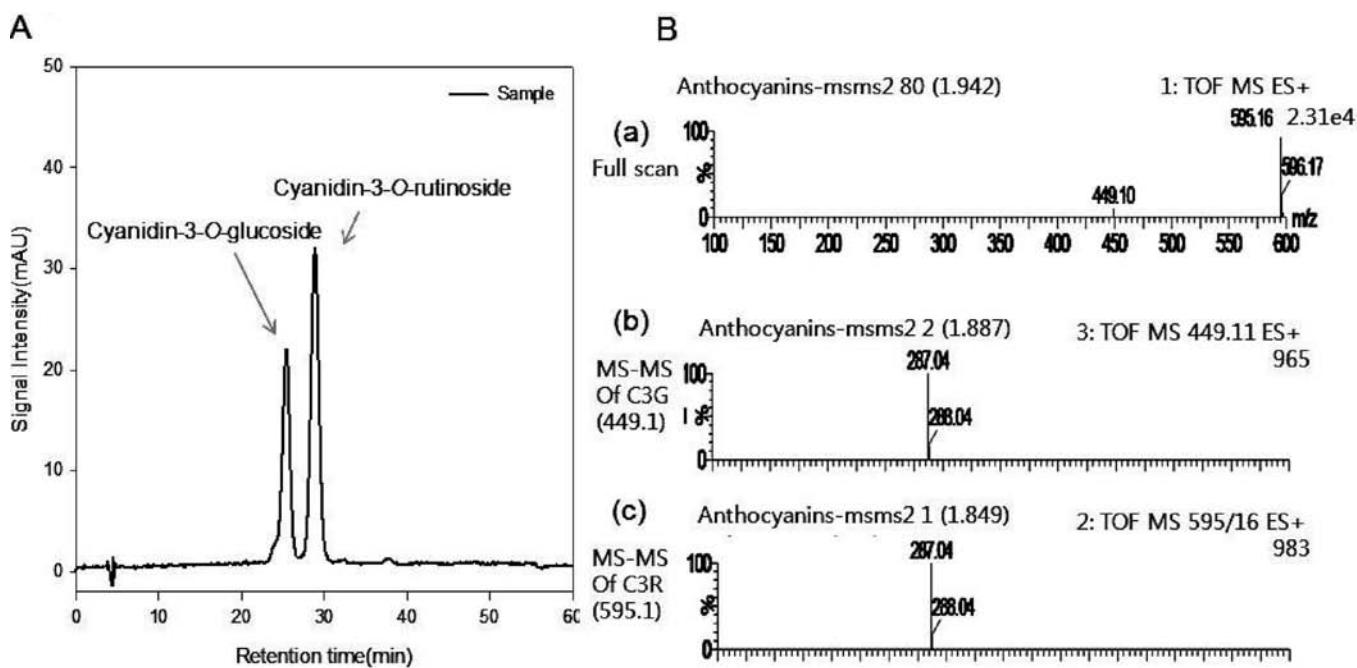 A
50
Sample
40
Cyanidin-3-O-rutinoside
Cyanidin-3-O-glucoside
30
20
10
0
Signal Intensity(mAU)
0 10 20 30 40 50 60
Retention time(min)
B
Anthocyanins-msms2 80 (1.942) 1: TOF MS ES+
(a)
Full scan
100
%
0
595.16 2.31e4
596.17
449.10
m/z
100 150 200 250 300 350 400 450 500 550 600
(b)
Anthocyanins-msms2 2 (1.887) 3: TOF MS 449.11 ES+
965
MS-MS
Of C3G
(449.1)
100
%
0
287.04
288.04
(c)
Anthocyanins-msms2 1 (1.849) 2: TOF MS 595/16 ES+
983
MS-MS
Of C3R
(595.1)
100
%
0
287.04
288.04